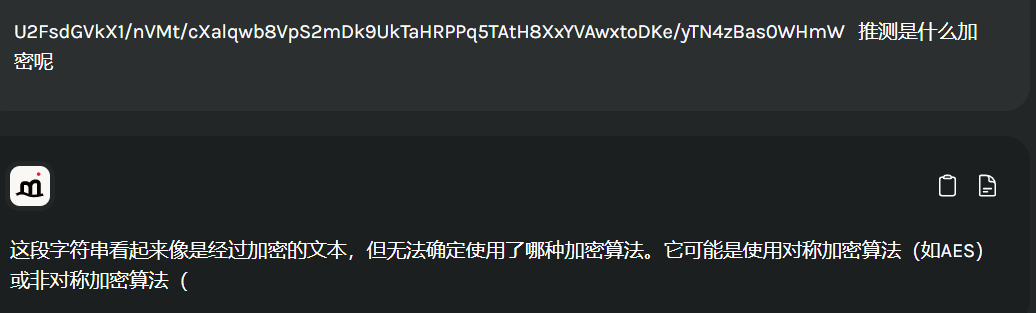 U2FsdGVkX1/nVMt/cXalqwb8VpS2mDk9UkTaHRPPq5TAtH8XxYVAwxtoDKe/yTN4zBas0WHmW 推测是什么加
密呢
这段字符串看起来像是经过加密的文本，但无法确定使用了哪种加密算法。它可能是使用对称加密算法（如AES）
或非对称加密算法（